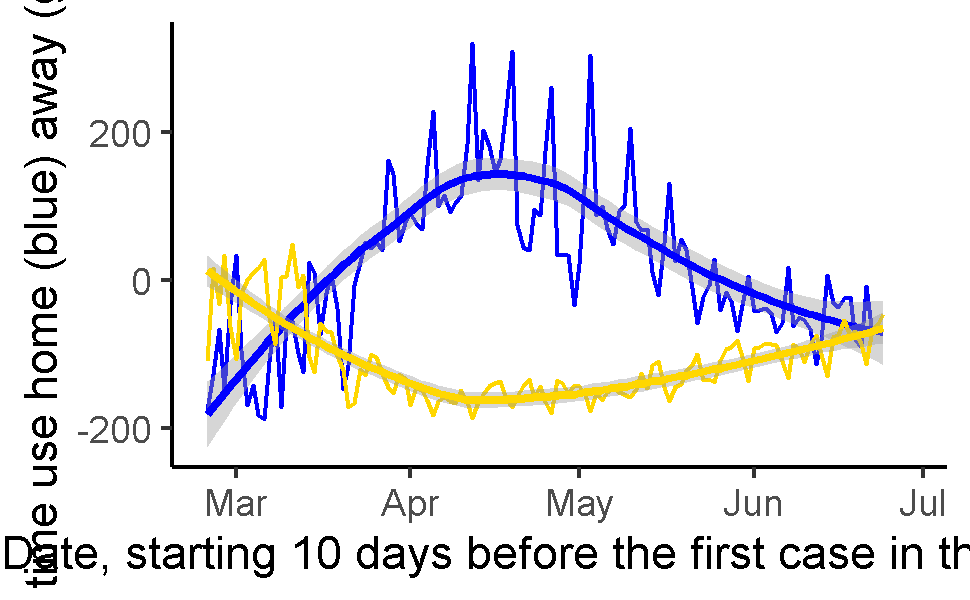 time use home (blue) away (
200
0
-200
Mar Apr May Jun Jul
Date, starting 10 days before the first case in th